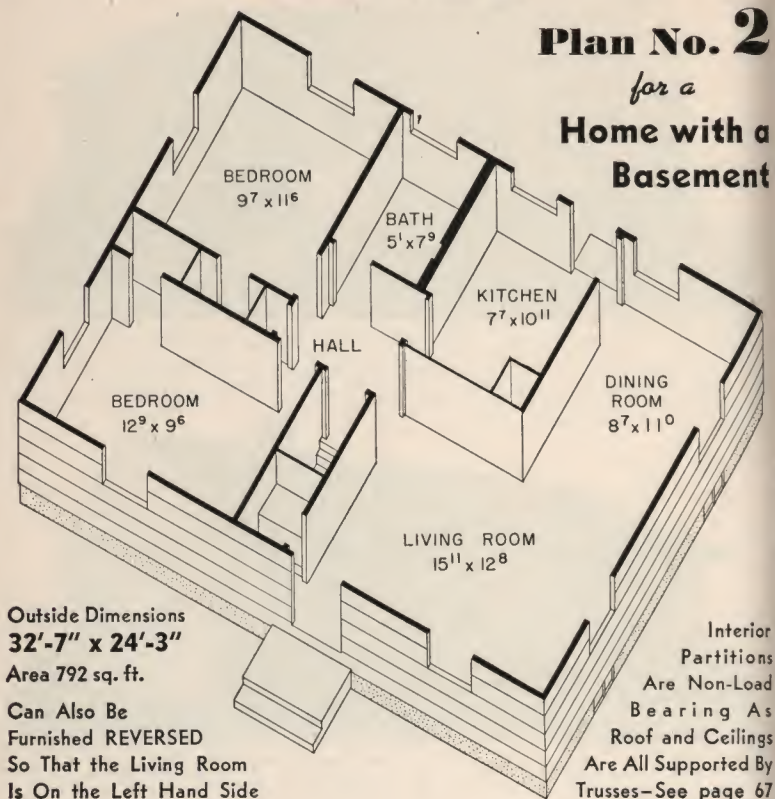 Plan No. 2
for a
Home with a
Basement
BEDROOM
9⁷ x 11⁶
BATH
5¹ x 7⁹
KITCHEN
7⁷ x 10¹¹
HALL
DINING
ROOM
8⁷ x 11⁰
BEDROOM
12⁹ x 9⁶
LIVING ROOM
15¹¹ x 12⁸
Outside Dimensions
32'-7" x 24'-3"
Area 792 sq. ft.
Can Also Be
Furnished REVERSED
So That the Living Room
Is On the Left Hand Side
Interior
Partitions
Are Non-Load
Bearing As
Roof and Ceilings
Are All Supported By
Trusses–See page 67